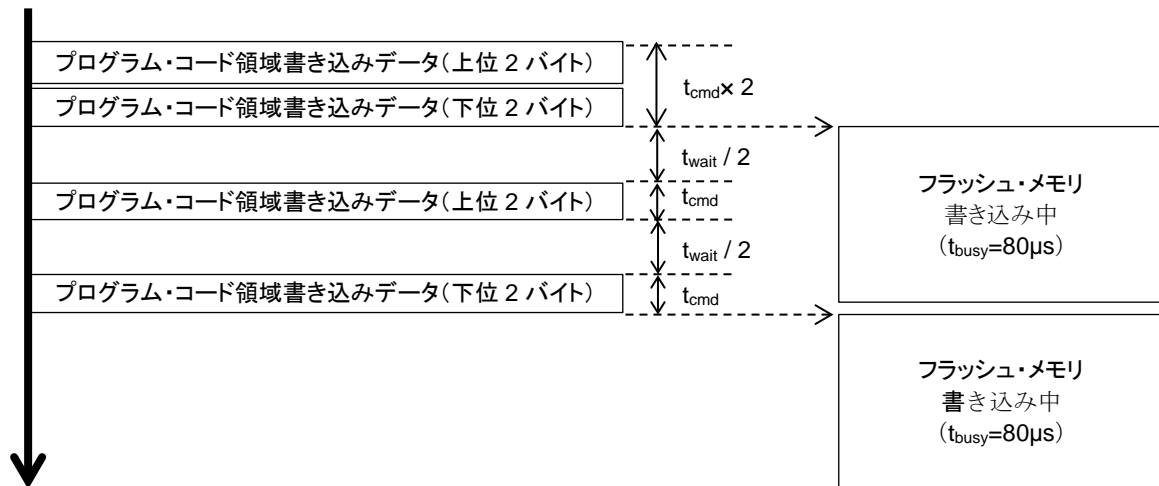 プログラム・コード領域書き込みデータ(上位 2 バイト)
プログラム・コード領域書き込みデータ(下位 2 バイト)
tcmd× 2
twait / 2
プログラム・コード領域書き込みデータ(上位 2 バイト)
tcmd
twait / 2
プログラム・コード領域書き込みデータ(下位 2 バイト)
tcmd
フラッシュ・メモリ
書き込み中
(tbusy=80µs)
フラッシュ・メモリ
書き込み中
(tbusy=80µs)